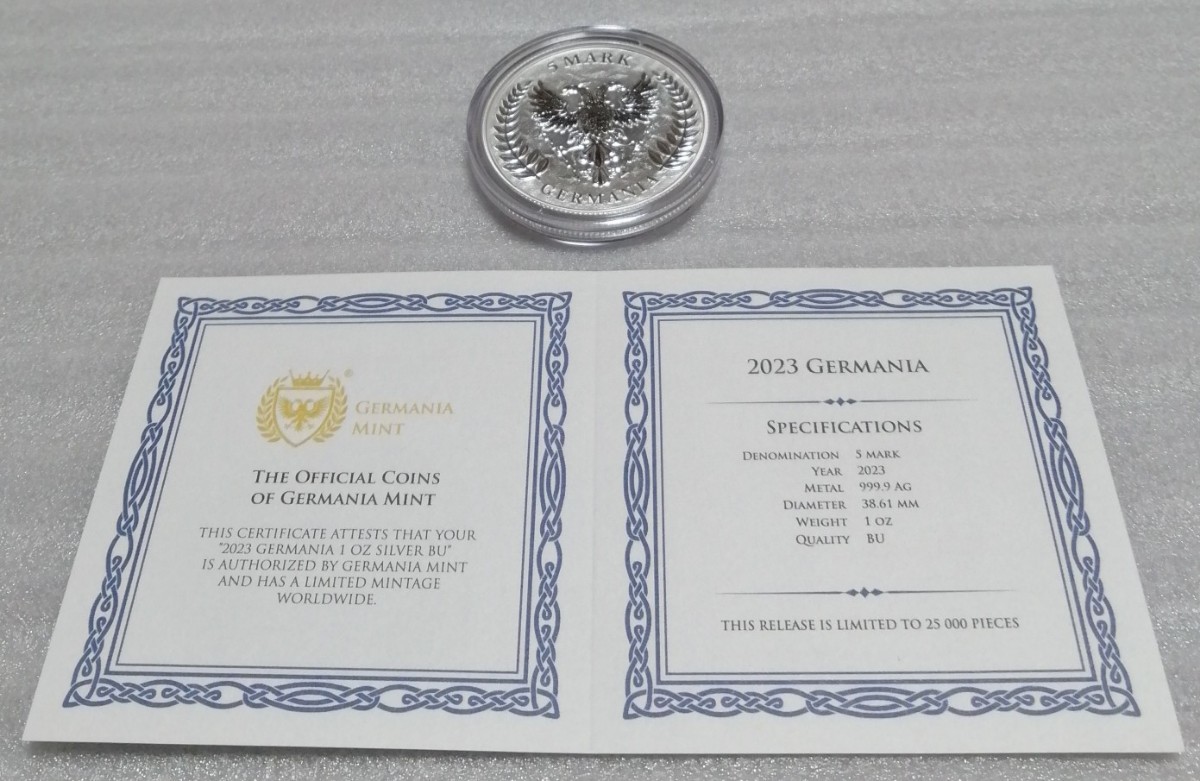 5 MARK
GERMANIA
GERMANIA
MINT
®
THE OFFICIAL COINS
OF GERMANIA MINT
THIS CERTIFICATE ATTESTS THAT YOUR
"2023 GERMANIA 1 OZ SILVER BU"
IS AUTHORIZED BY GERMANIA MINT
AND HAS A LIMITED MINTAGE
WORLDWIDE.
2023 GERMANIA
SPECIFICATIONS
DENOMINATION 5 MARK
YEAR 2023
METAL 999.9 AG
DIAMETER 38.61 MM
WEIGHT 1 OZ
QUALITY BU
THIS RELEASE IS LIMITED TO 25 000 PIECES